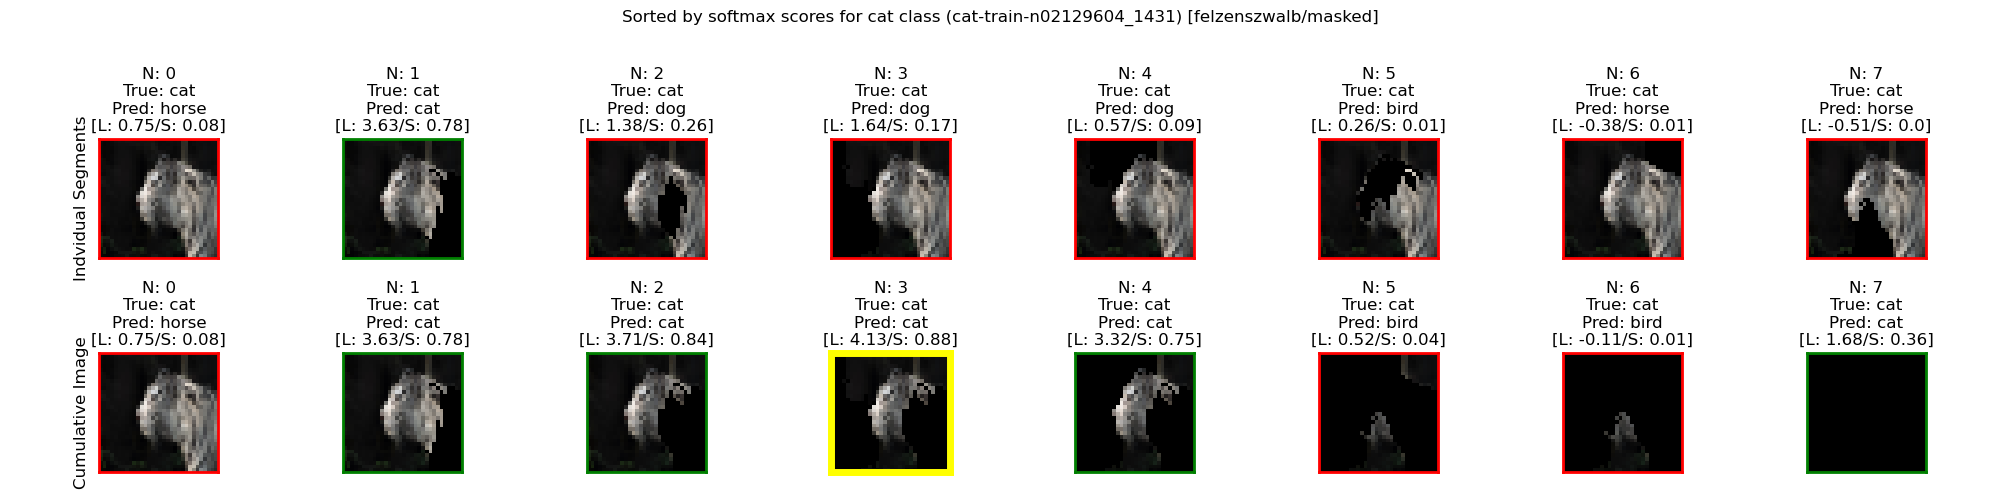 Sorted by softmax scores for cat class (cat-train-n02129604_1431) [felzenszwalb/masked]
Indvidual Segments
N: 0
True: cat
Pred: horse
[L: 0.75/S: 0.08]
N: 1
True: cat
Pred: cat
[L: 3.63/S: 0.78]
N: 2
True: cat
Pred: dog
[L: 1.38/S: 0.26]
N: 3
True: cat
Pred: dog
[L: 1.64/S: 0.17]
N: 4
True: cat
Pred: dog
[L: 0.57/S: 0.09]
N: 5
True: cat
Pred: bird
[L: 0.26/S: 0.01]
N: 6
True: cat
Pred: horse
[L: -0.38/S: 0.01]
N: 7
True: cat
Pred: horse
[L: -0.51/S: 0.0]
Cumulative Image
N: 0
True: cat
Pred: horse
[L: 0.75/S: 0.08]
N: 1
True: cat
Pred: cat
[L: 3.63/S: 0.78]
N: 2
True: cat
Pred: cat
[L: 3.71/S: 0.84]
N: 3
True: cat
Pred: cat
[L: 4.13/S: 0.88]
N: 4
True: cat
Pred: cat
[L: 3.32/S: 0.75]
N: 5
True: cat
Pred: bird
[L: 0.52/S: 0.04]
N: 6
True: cat
Pred: bird
[L: -0.11/S: 0.01]
N: 7
True: cat
Pred: cat
[L: 1.68/S: 0.36]